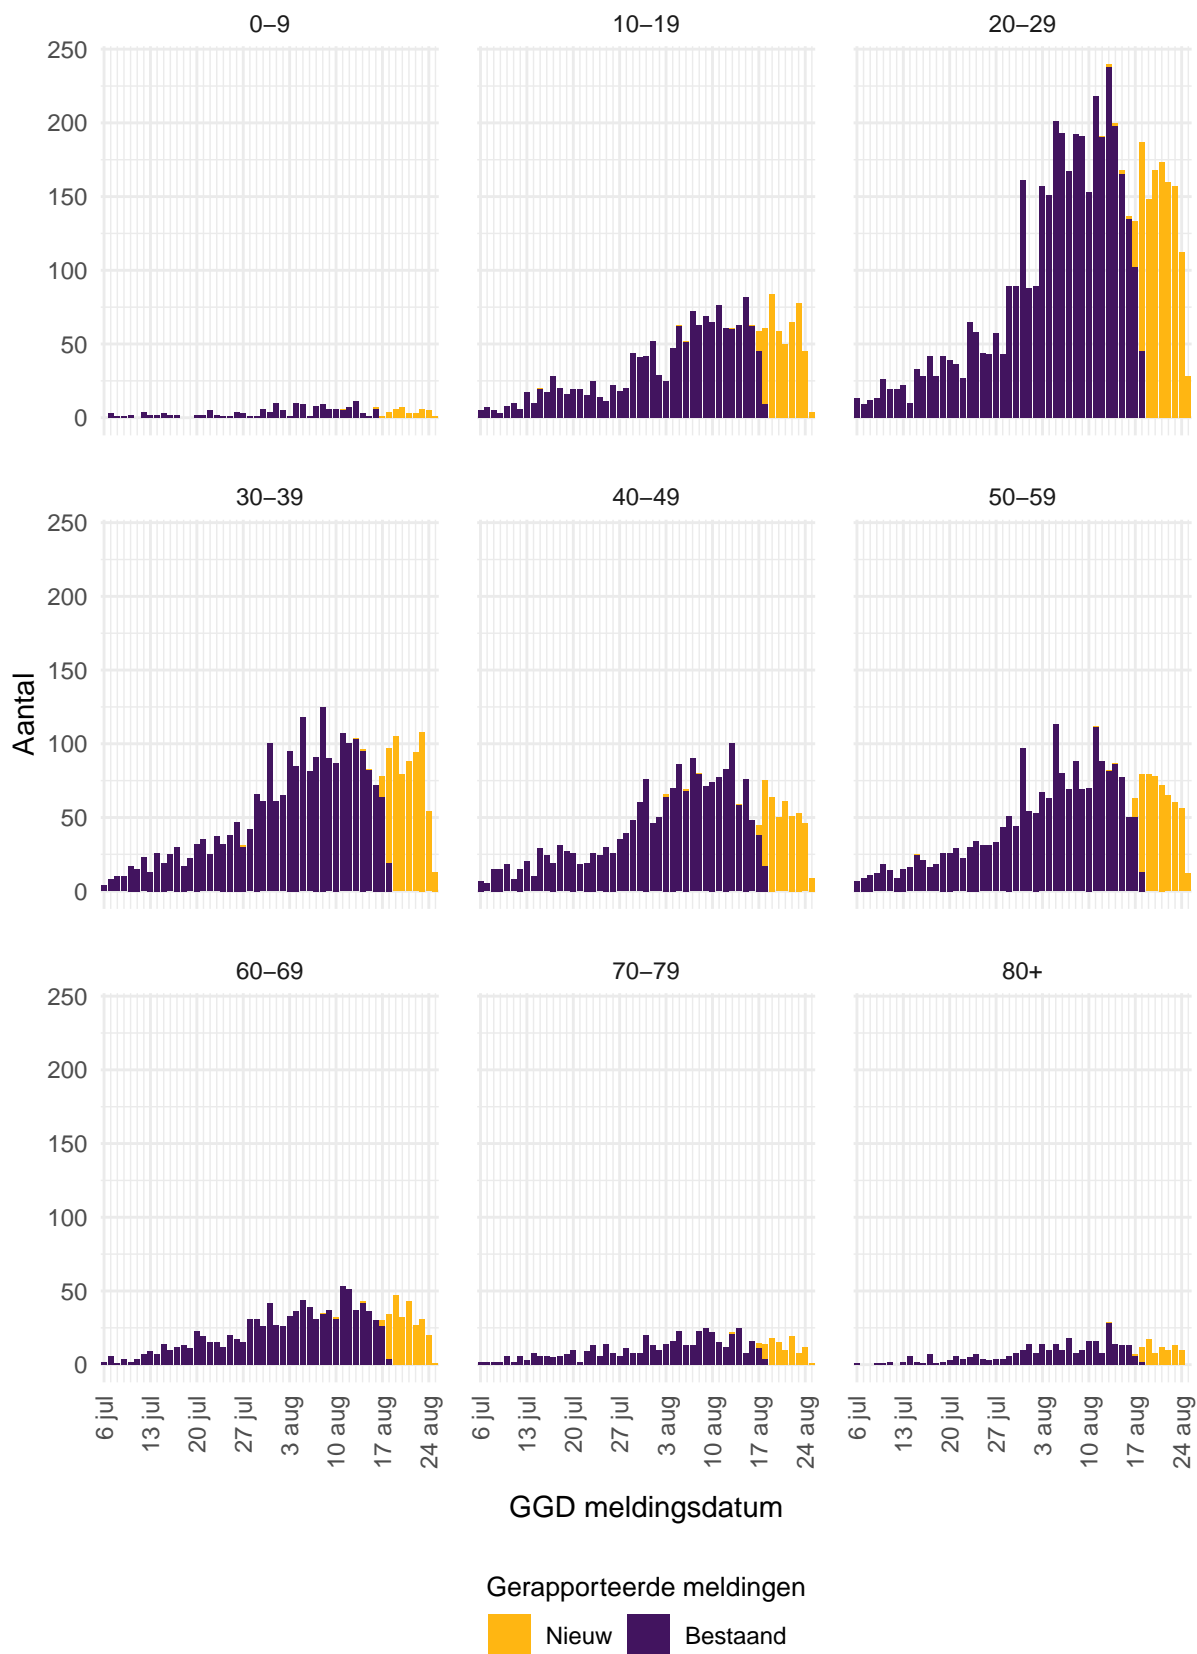 0–9 10–19 20–29
250
200
150
100
50
0
30–39 40–49 50–59
250
200
150
100
50
0
Aantal
60–69 70–79 80+
250
200
150
100
50
0
6 jul 13 jul 20 jul 27 jul 3 aug 10 aug 17 aug 24 aug 6 jul 13 jul 20 jul 27 jul 3 aug 10 aug 17 aug 24 aug 6 jul 13 jul 20 jul 27 jul 3 aug 10 aug 17 aug 24 aug
GGD meldingsdatum
Gerapporteerde meldingen
Nieuw Bestaand